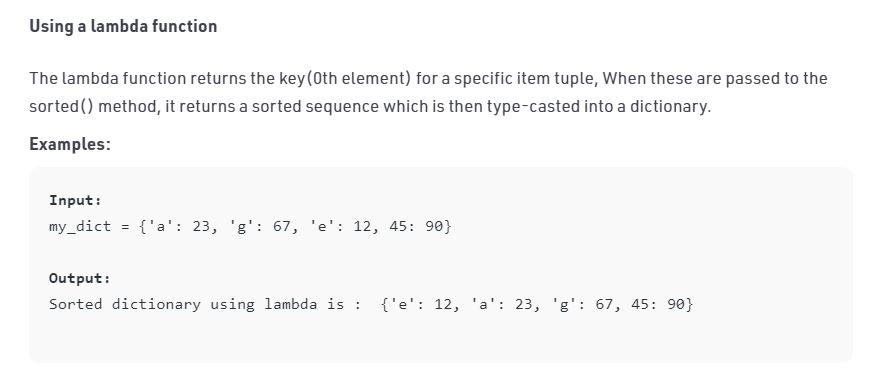 Using a lambda function
The lambda function returns the key(0th element) for a specific item tuple, When these are passed to the
sorted() method, it returns a sorted sequence which is then type-casted into a dictionary.
Examples:
Input:
my_dict = {'a': 23, 'g': 67, 'e': 12, 45: 90}
Output:
Sorted dictionary using lambda is :  {'e': 12, 'a': 23, 'g': 67, 45: 90}